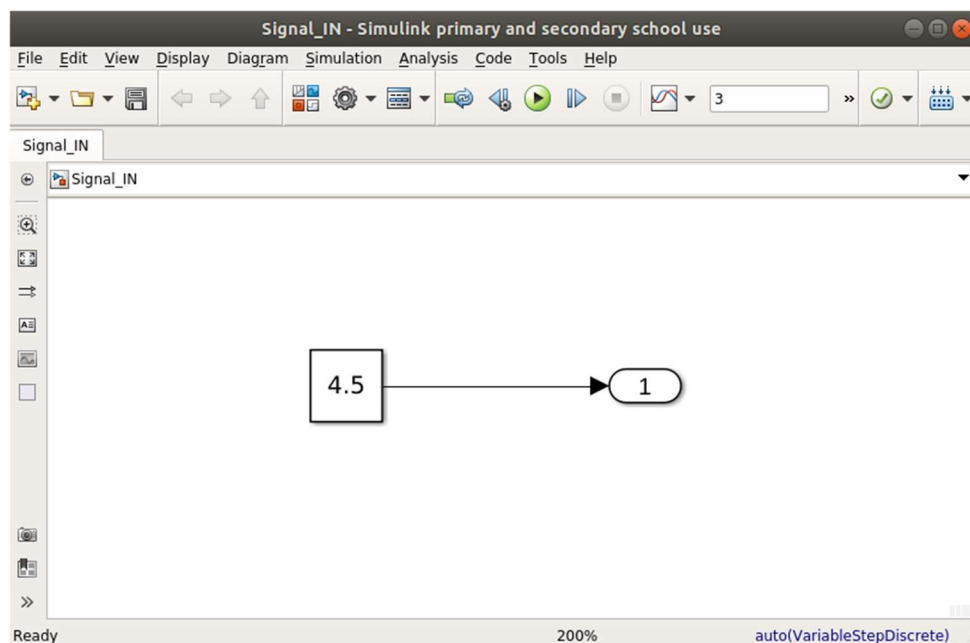 Signal_IN - Simulink primary and secondary school use
File Edit View Display Diagram Simulation Analysis Code Tools Help
3 »
Signal_IN
Signal_IN
4.5 1
Ready 200% auto(VariableStepDiscrete)